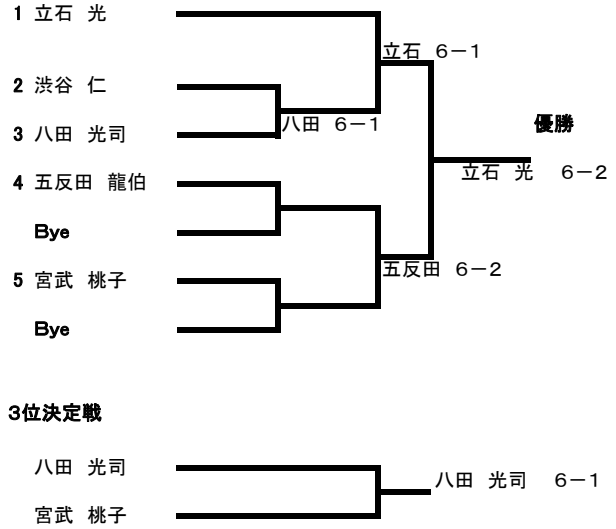 1 立石 光
立石 6－1
2 渋谷 仁
八田 6－1
優勝
3 八田 光司
立石 光 6－2
4 五反田 龍伯
Bye
五反田 6－2
5 宮武 桃子
Bye
3位決定戦
八田 光司
八田 光司 6－1
宮武 桃子